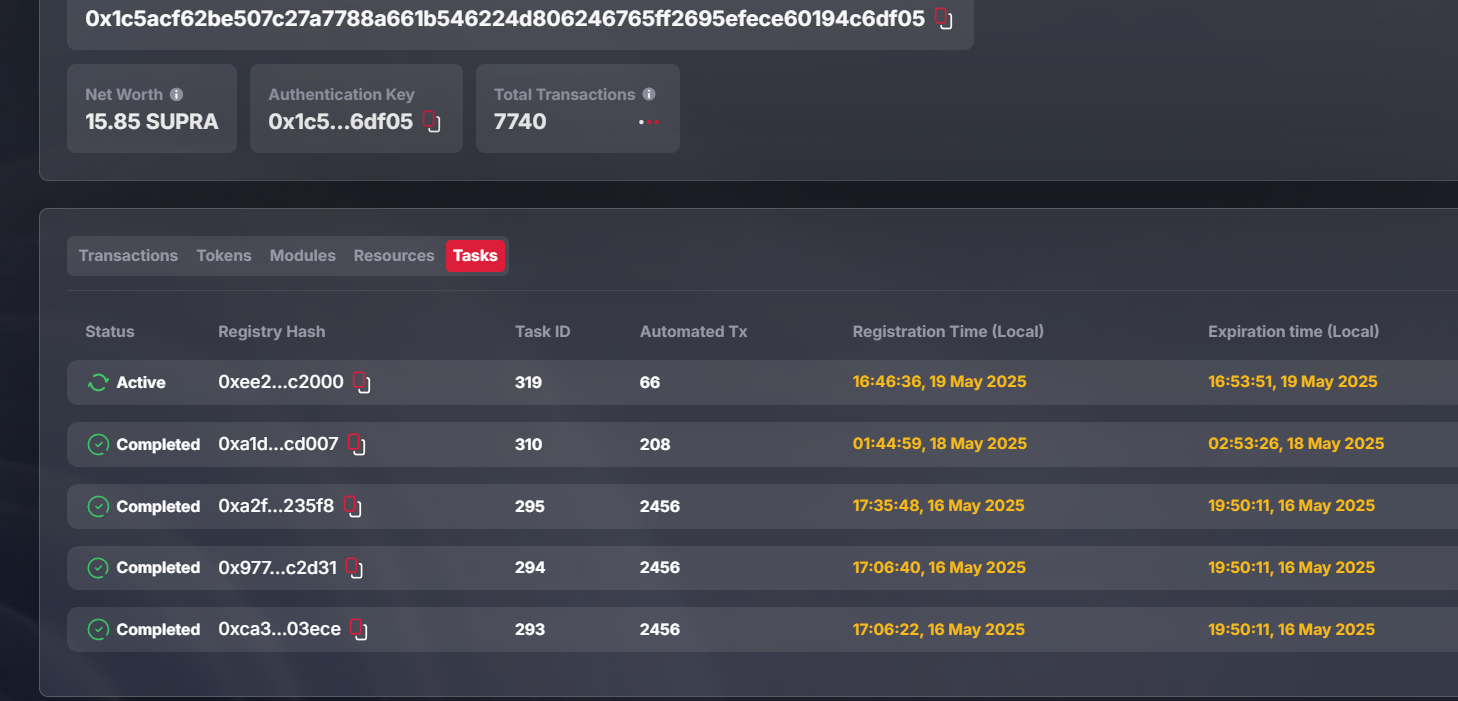 0x1c5acf62be507c27a7788a661b546224d806246765ff2695efece60194c6df05
Net Worth Authentication Key Total Transactions
15.85 SUPRA 0x1c5...6df05 7740
Transactions Tokens Modules Resources Tasks
Status Registry Hash Task ID Automated Tx Registration Time (Local) Expiration time (Local)
Active 0xee2...c2000 319 66 16:46:36, 19 May 2025 16:53:51, 19 May 2025
Completed 0xa1d...cd007 310 208 01:44:59, 18 May 2025 02:53:26, 18 May 2025
Completed 0xa2f...235f8 295 2456 17:35:48, 16 May 2025 19:50:11, 16 May 2025
Completed 0x977...c2d31 294 2456 17:06:40, 16 May 2025 19:50:11, 16 May 2025
Completed 0xca3...03ece 293 2456 17:06:22, 16 May 2025 19:50:11, 16 May 2025